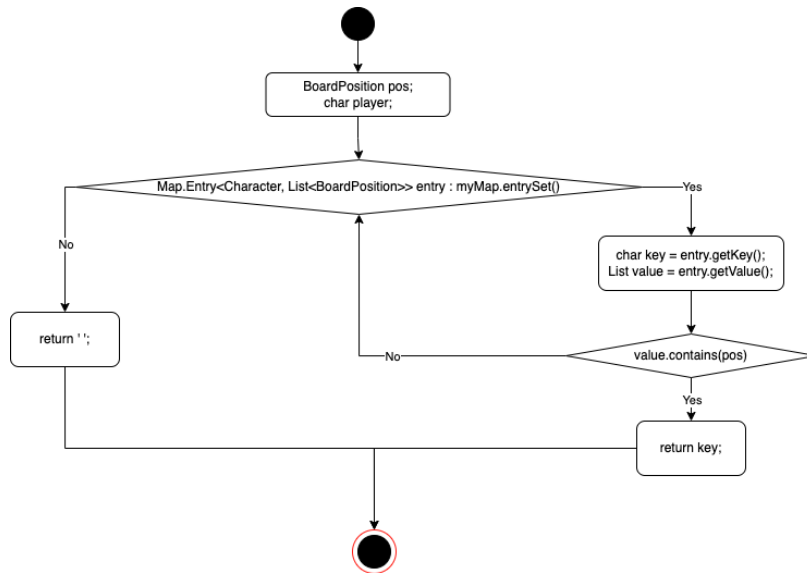 BoardPosition pos;
char player;
Map.Entry<Character, List<BoardPosition>> entry : myMap.entrySet()
Yes
No
char key = entry.getKey();
List value = entry.getValue();
return ' ';
value.contains(pos)
No
Yes
return key;